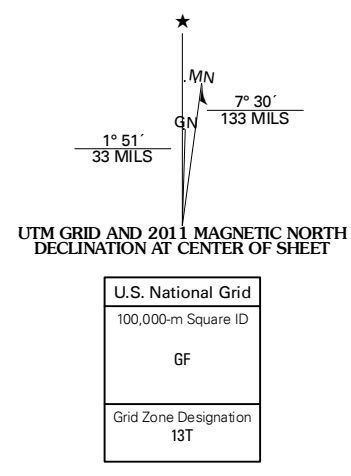 ★
MN
7° 30´
133 MILS
GN
1° 51´
33 MILS
UTM GRID AND 2011 MAGNETIC NORTH
DECLINATION AT CENTER OF SHEET
U.S. National Grid
100,000-m Square ID
GF
Grid Zone Designation
13T